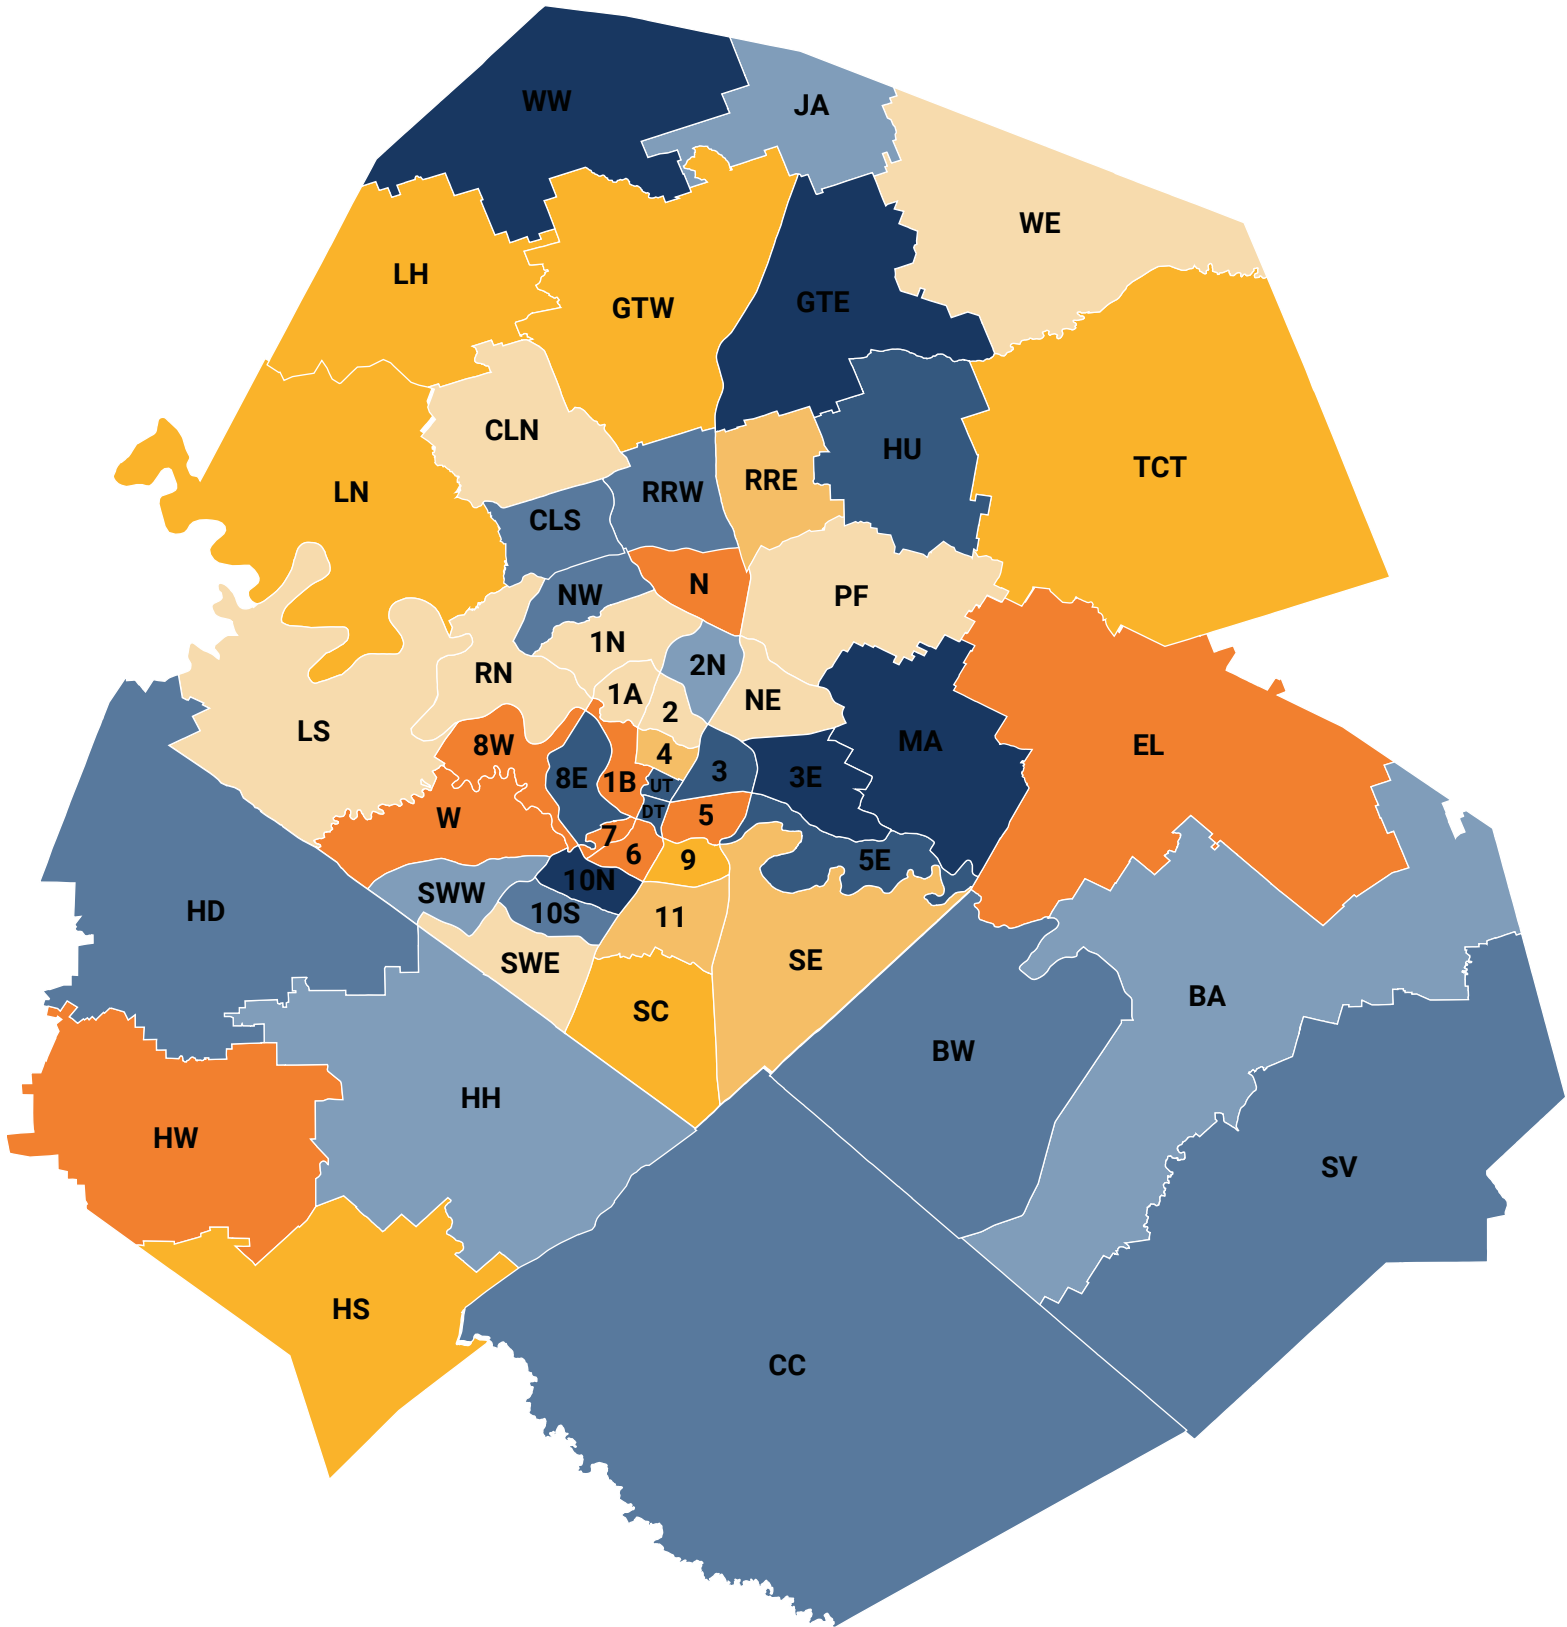 WW
JA
WE
LH
GTW
GTE
CLN
HU
TCT
LN
RRW
RRE
CLS
N
NW
PF
1N
2N
RN
1A
NE
2
LS
8W
MA
EL
4
3
8E
1B
UT
3E
DT
5
W
7
6
9
5E
10N
SWW
HD
10S
11
SWE
SE
BA
SC
BW
HH
HW
SV
HS
CC